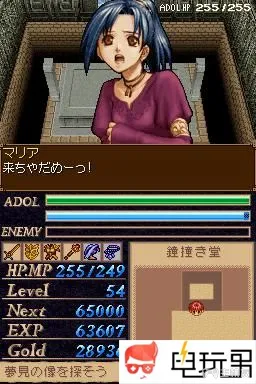 ADOL HP 255/255
マリア
来ちゃだめーっ!
ADOL
ENEMY
HP.MP 255/249
Level 54
Next 65000
EXP 63607
Gold 28936
夢見の像を探そう
鐘撞き堂
电玩男